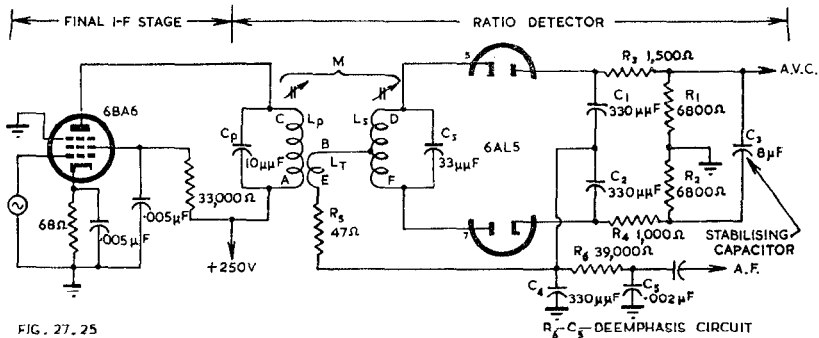 FINAL I-F STAGE
RATIO DETECTOR
M
5
R3 1,500Ω
A.V.C.
6BA6
C
LP
LS
D
C1
330μμF
R1
6800Ω
CP
10μμF
B
LT
CS
33μμF
6AL5
C3
8μF
A
E
F
C2
330μμF
R2
6800Ω
33,000Ω
68Ω
.005μF
.005μF
R5
47Ω
7
R4 1,000Ω
STABILISING
CAPACITOR
+250V
R6 39,000Ω
A.F.
C4
330μμF
C5
.002μF
FIG. 27.25
R6-C5-DEEMPHASIS CIRCUIT